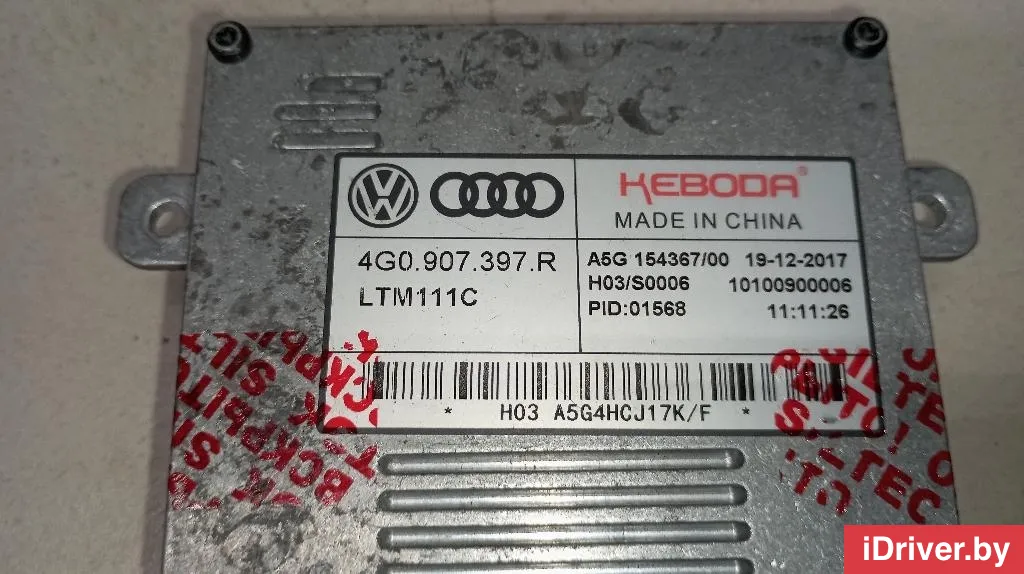 KEBODA®
MADE IN CHINA
4G0.907.397.R
LTM111C
A5G 154367/00 19-12-2017
H03/S0006 10100900006
PID:01568 11:11:26
* H03 A5G4HCJ17K/F *
ВСКРЫТО
iDriver.by